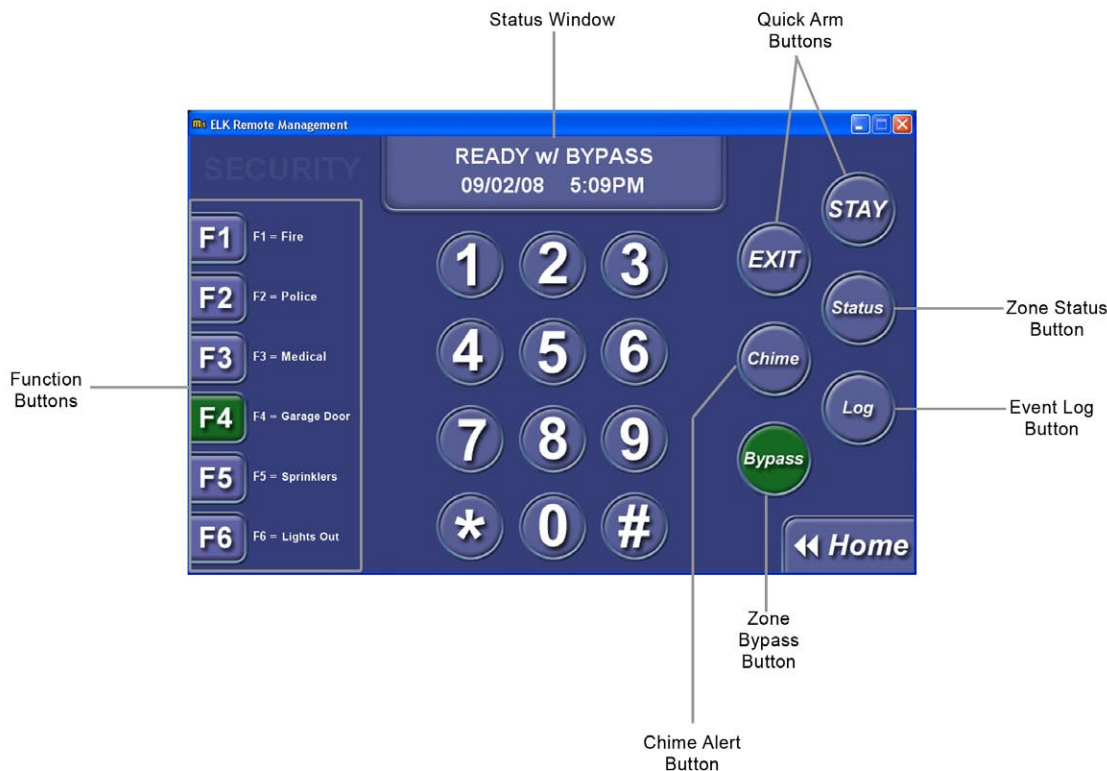 Status Window
Quick Arm
Buttons
ELK Remote Management
SECURITY
READY w/ BYPASS
09/02/08 5:09PM
F1 F1 = Fire
F2 F2 = Police
F3 F3 = Medical
F4 F4 = Garage Door
F5 F5 = Sprinklers
F6 F6 = Lights Out
Function
Buttons
1 2 3
4 5 6
7 8 9
* 0 #
STAY
EXIT
Status
Chime
Log
Bypass
Home
Zone Status
Button
Event Log
Button
Zone
Bypass
Button
Chime Alert
Button